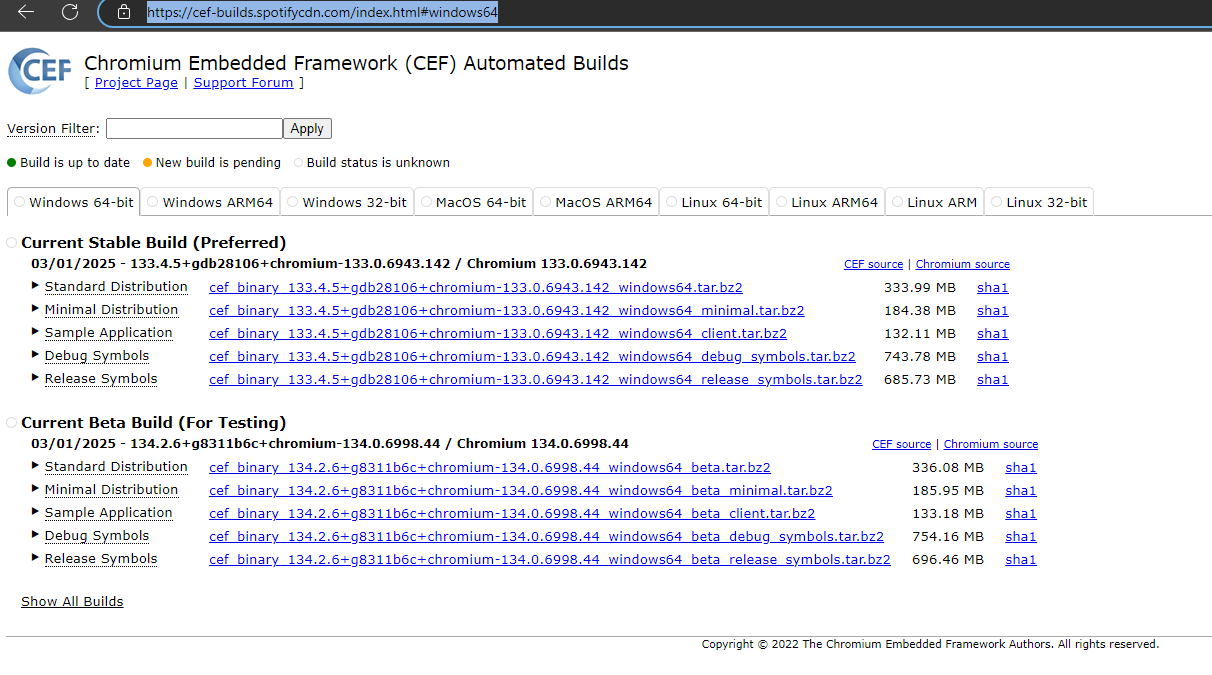 https://cef-builds.spotifycdn.com/index.html#windows64
CEF
Chromium Embedded Framework (CEF) Automated Builds
[ Project Page | Support Forum ]
Version Filter: Apply
Build is up to date New build is pending Build status is unknown
Windows 64-bit Windows ARM64 Windows 32-bit MacOS 64-bit MacOS ARM64 Linux 64-bit Linux ARM64 Linux ARM Linux 32-bit
Current Stable Build (Preferred)
03/01/2025 - 133.4.5+gdb28106+chromium-133.0.6943.142 / Chromium 133.0.6943.142 CEF source | Chromium source
Standard Distribution cef_binary_133.4.5+gdb28106+chromium-133.0.6943.142_windows64.tar.bz2 333.99 MB sha1
Minimal Distribution cef_binary_133.4.5+gdb28106+chromium-133.0.6943.142_windows64_minimal.tar.bz2 184.38 MB sha1
Sample Application cef_binary_133.4.5+gdb28106+chromium-133.0.6943.142_windows64_client.tar.bz2 132.11 MB sha1
Debug Symbols cef_binary_133.4.5+gdb28106+chromium-133.0.6943.142_windows64_debug_symbols.tar.bz2 743.78 MB sha1
Release Symbols cef_binary_133.4.5+gdb28106+chromium-133.0.6943.142_windows64_release_symbols.tar.bz2 685.73 MB sha1
Current Beta Build (For Testing)
03/01/2025 - 134.2.6+g8311b6c+chromium-134.0.6998.44 / Chromium 134.0.6998.44 CEF source | Chromium source
Standard Distribution cef_binary_134.2.6+g8311b6c+chromium-134.0.6998.44_windows64_beta.tar.bz2 336.08 MB sha1
Minimal Distribution cef_binary_134.2.6+g8311b6c+chromium-134.0.6998.44_windows64_beta_minimal.tar.bz2 185.95 MB sha1
Sample Application cef_binary_134.2.6+g8311b6c+chromium-134.0.6998.44_windows64_beta_client.tar.bz2 133.18 MB sha1
Debug Symbols cef_binary_134.2.6+g8311b6c+chromium-134.0.6998.44_windows64_beta_debug_symbols.tar.bz2 754.16 MB sha1
Release Symbols cef_binary_134.2.6+g8311b6c+chromium-134.0.6998.44_windows64_beta_release_symbols.tar.bz2 696.46 MB sha1
Show All Builds
Copyright © 2022 The Chromium Embedded Framework Authors. All rights reserved.